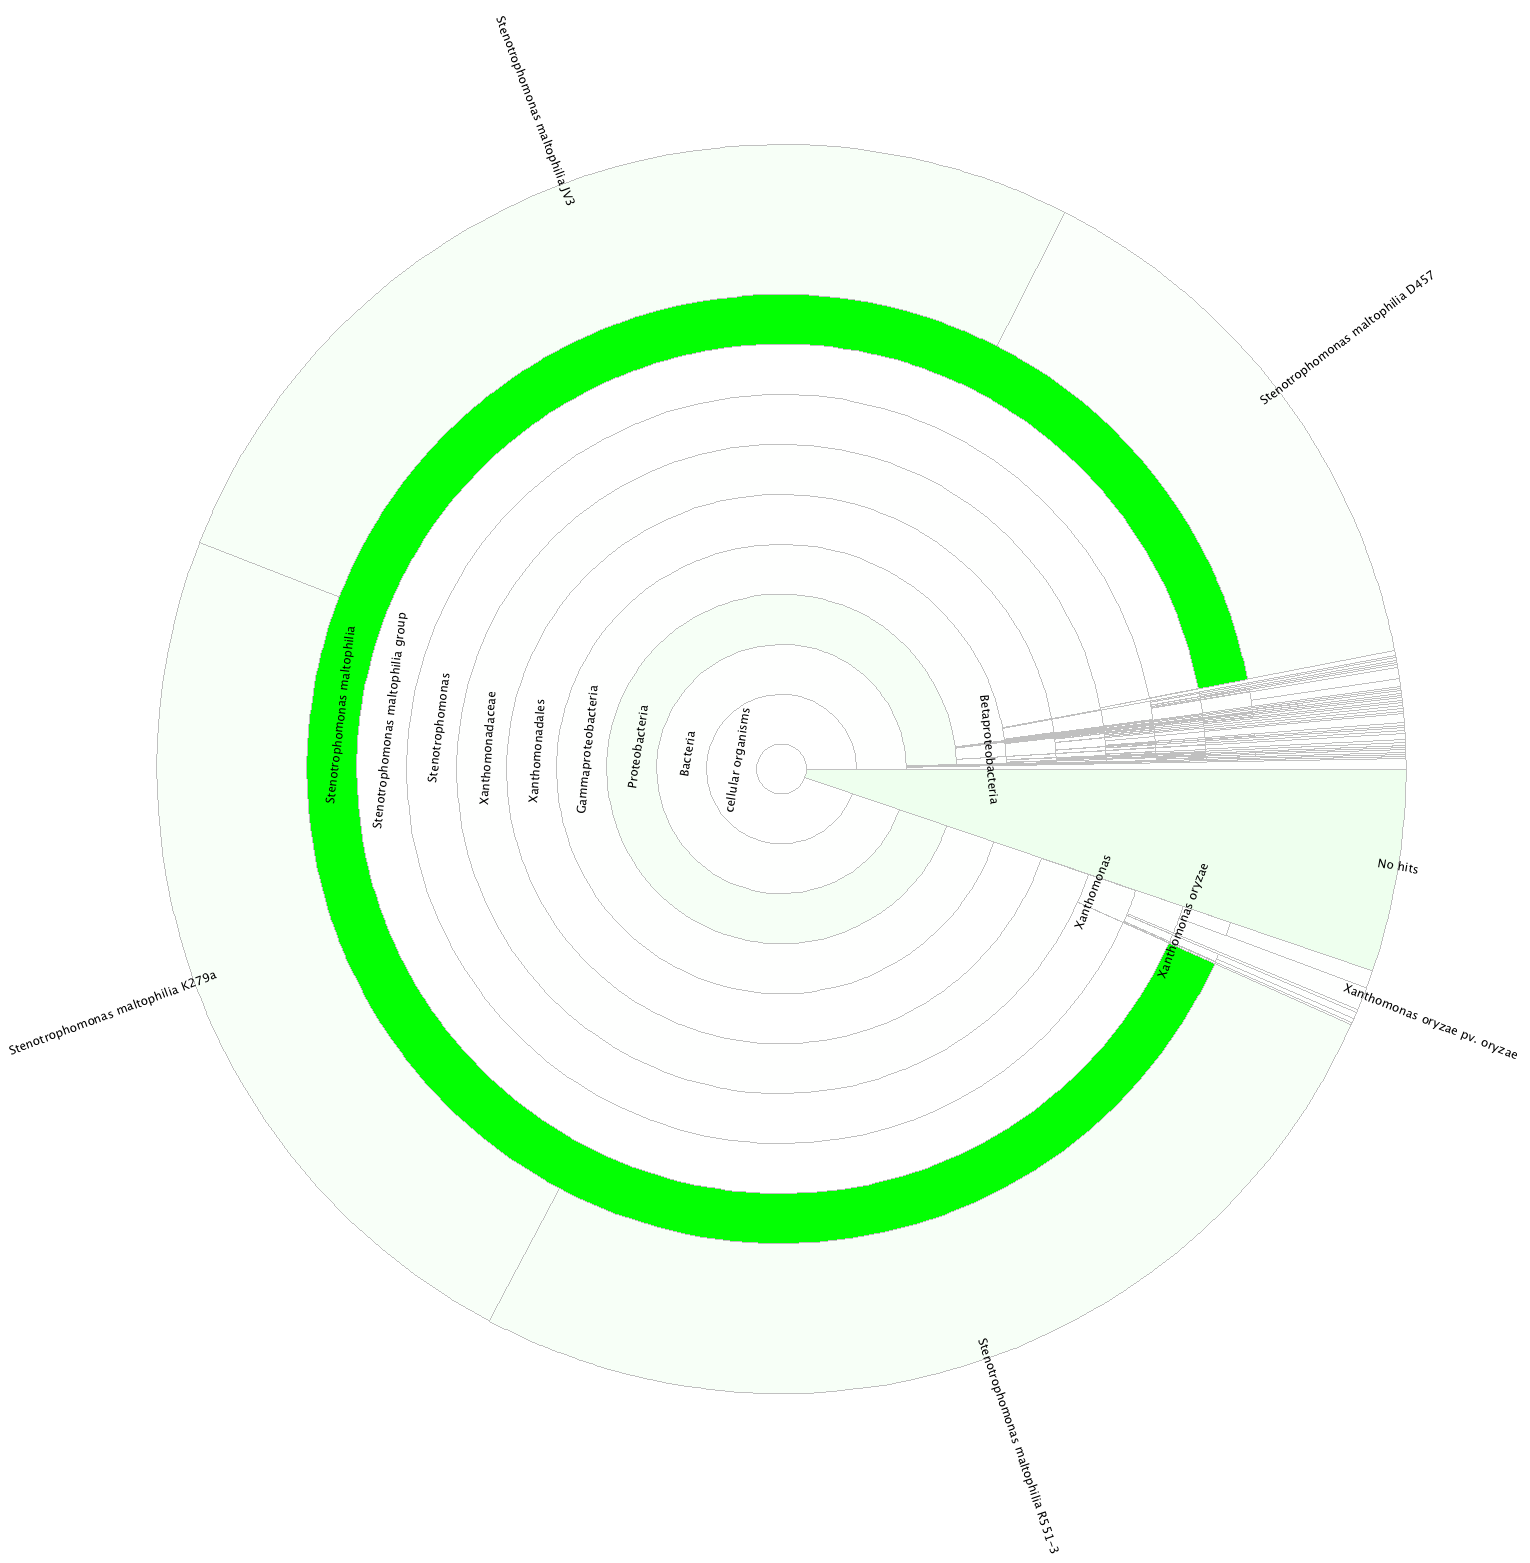 Stenotrophomonas maltophilia JV3
Stenotrophomonas maltophilia D457
Stenotrophomonas maltophilia
Stenotrophomonas maltophilia group
Stenotrophomonas
Xanthomonadaceae
Xanthomonadales
Gammaproteobacteria
Proteobacteria
Bacteria
cellular organisms
Betaproteobacteria
No hits
Xanthomonas
Xanthomonas oryzae
Xanthomonas oryzae pv. oryzae
Stenotrophomonas maltophilia K279a
Stenotrophomonas maltophilia R551-3